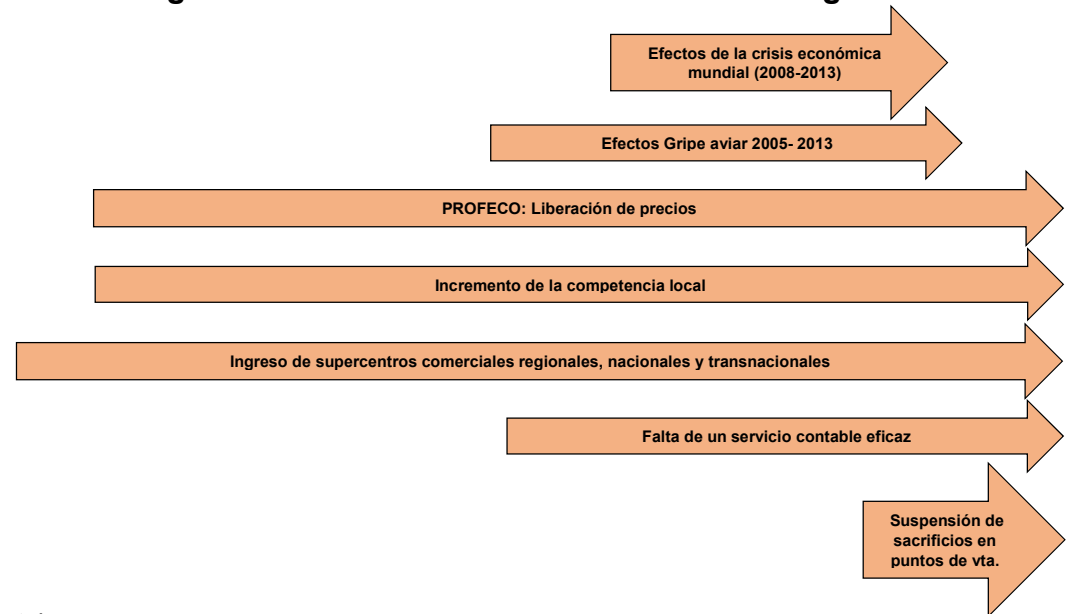 Efectos de la crisis económica
mundial (2008-2013)
Efectos Gripe aviar 2005- 2013
PROFECO: Liberación de precios
Incremento de la competencia local
Ingreso de supercentros comerciales regionales, nacionales y transnacionales
Falta de un servicio contable eficaz
Suspensión de
sacrificios en
puntos de vta.